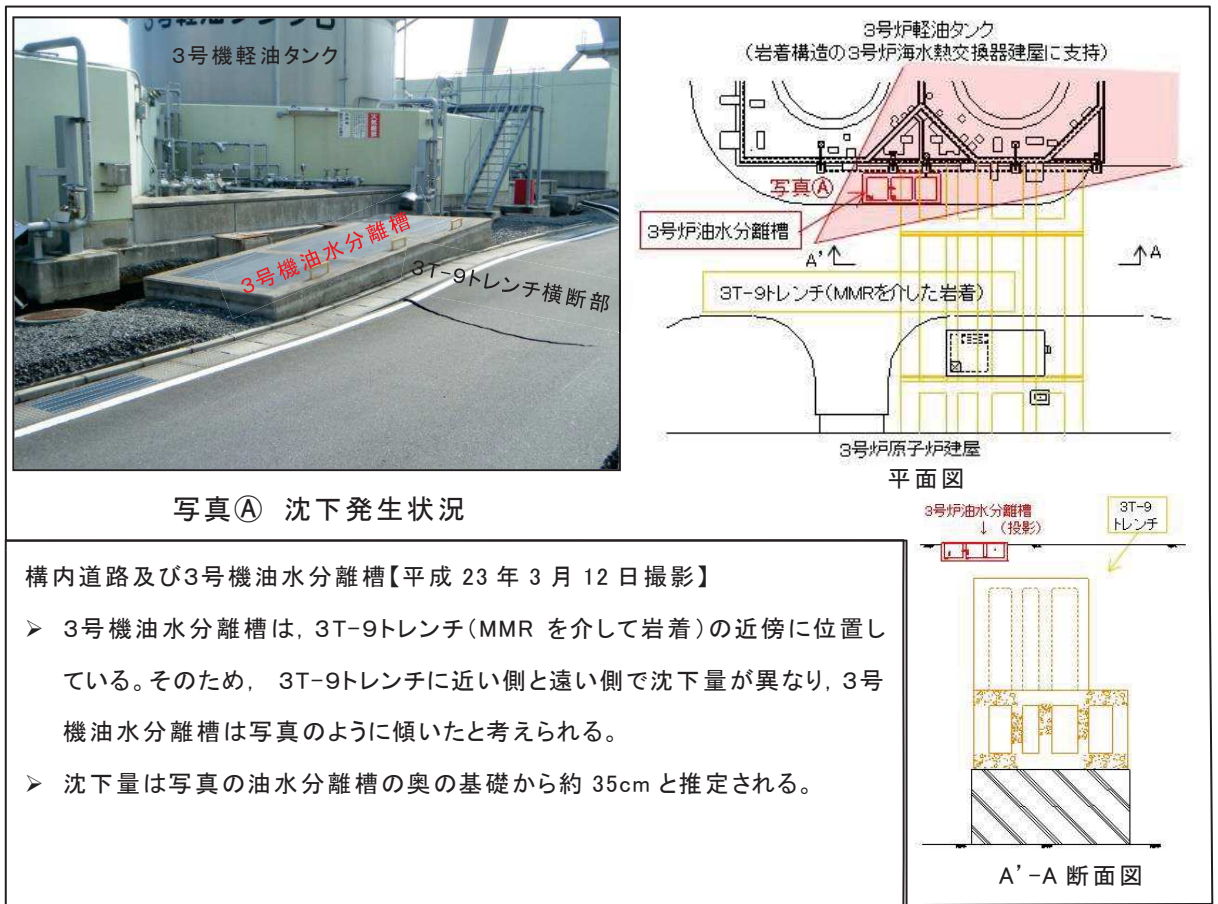 3号機軽油タンク
3号機油水分離槽
3T-9トレンチ横断部
写真Ⓐ 沈下発生状況
3号炉軽油タンク
(岩着構造の3号炉海水熱交換器建屋に支持)
写真Ⓐ
3号炉油水分離槽
A'
A
3T-9トレンチ(MMRを介した岩着)
3号炉原子炉建屋
平面図
構内道路及び3号機油水分離槽【平成 23 年 3 月 12 日撮影】
➢ 3号機油水分離槽は, 3T-9トレンチ(MMR を介して岩着)の近傍に位置し
ている。そのため, 3T-9トレンチに近い側と遠い側で沈下量が異なり, 3号
機油水分離槽は写真のように傾いたと考えられる。
➢ 沈下量は写真の油水分離槽の奥の基礎から約 35cm と推定される。
3号炉油水分離槽
↓ (投影)
3T-9
トレンチ
A'-A 断面図